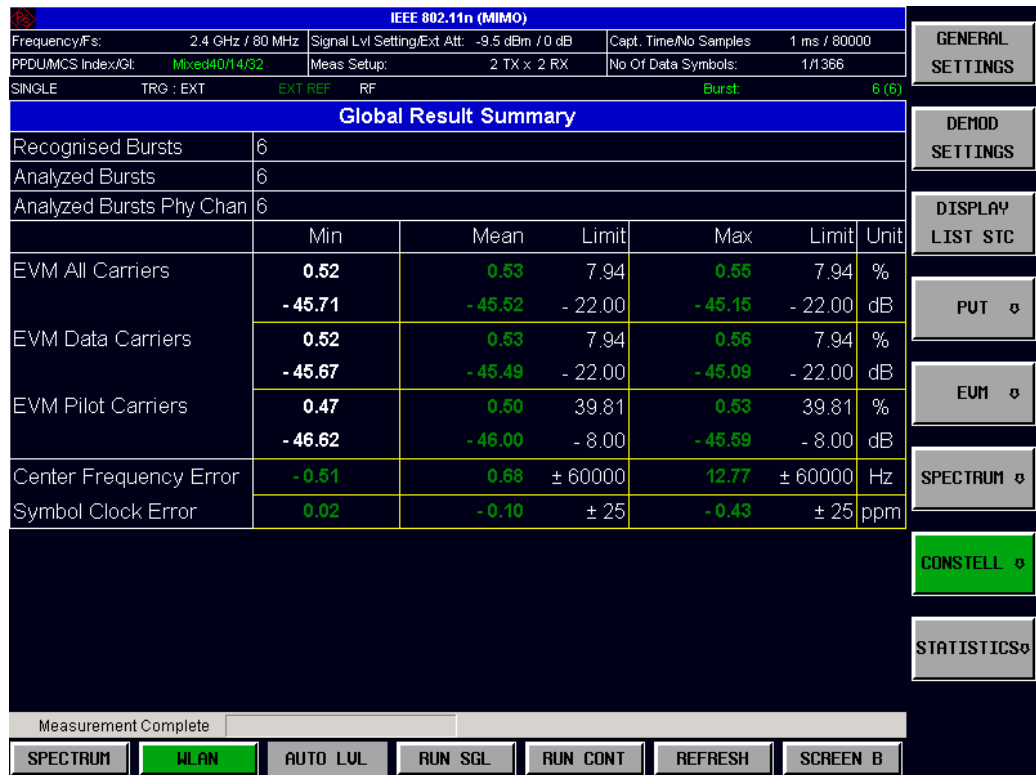 IEEE 802.11n (MIMO)
Frequency/Fs: 2.4 GHz / 80 MHz Signal Lvl Setting/Ext Att: -9.5 dBm / 0 dB Capt. Time/No Samples 1 ms / 80000
PPDU/MCS Index/GI: Mixed40/14/32 Meas Setup: 2 TX x 2 RX No Of Data Symbols: 1/1366
SINGLE TRG : EXT EXT REF RF Burst: 6 (6)
Global Result Summary
Recognised Bursts 6
Analyzed Bursts 6
Analyzed Bursts Phy Chan 6
Min Mean Limit Max Limit Unit
EVM All Carriers 0.52 0.53 7.94 0.55 7.94 %
- 45.71 - 45.52 - 22.00 - 45.15 - 22.00 dB
EVM Data Carriers 0.52 0.53 7.94 0.56 7.94 %
- 45.67 - 45.49 - 22.00 - 45.09 - 22.00 dB
EVM Pilot Carriers 0.47 0.50 39.81 0.53 39.81 %
- 46.62 - 46.00 - 8.00 - 45.59 - 8.00 dB
Center Frequency Error - 0.51 0.68 ± 60000 12.77 ± 60000 Hz
Symbol Clock Error 0.02 - 0.10 ± 25 - 0.43 ± 25 ppm
Measurement Complete
SPECTRUM WLAN AUTO LVL RUN SGL RUN CONT REFRESH SCREEN B
GENERAL
SETTINGS
DEMOD
SETTINGS
DISPLAY
LIST STC
PVT
EVM
SPECTRUM
CONSTELL
STATISTICS